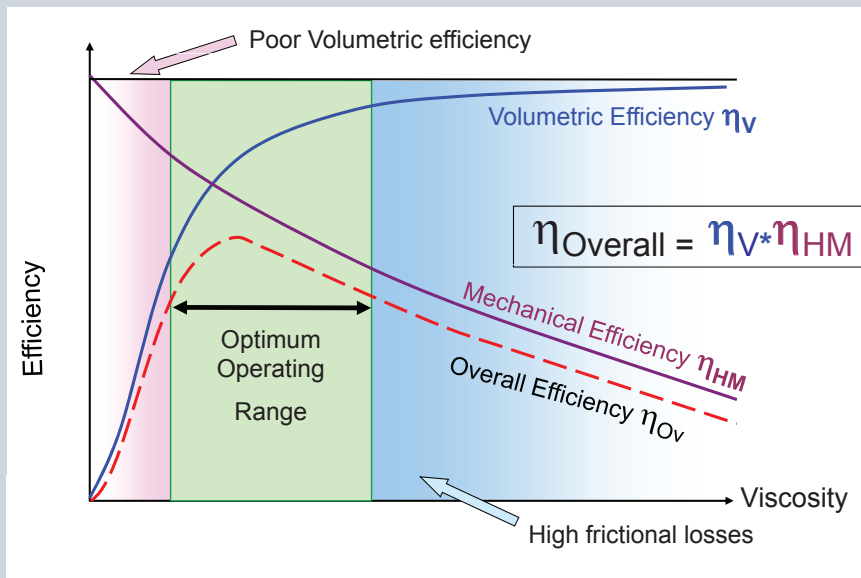 Poor Volumetric efficiency
Volumetric Efficiency ηV
ηOverall = ηV*ηHM
Efficiency
Optimum
Operating
Range
Mechanical Efficiency ηHM
Overall Efficiency ηOv
Viscosity
High frictional losses